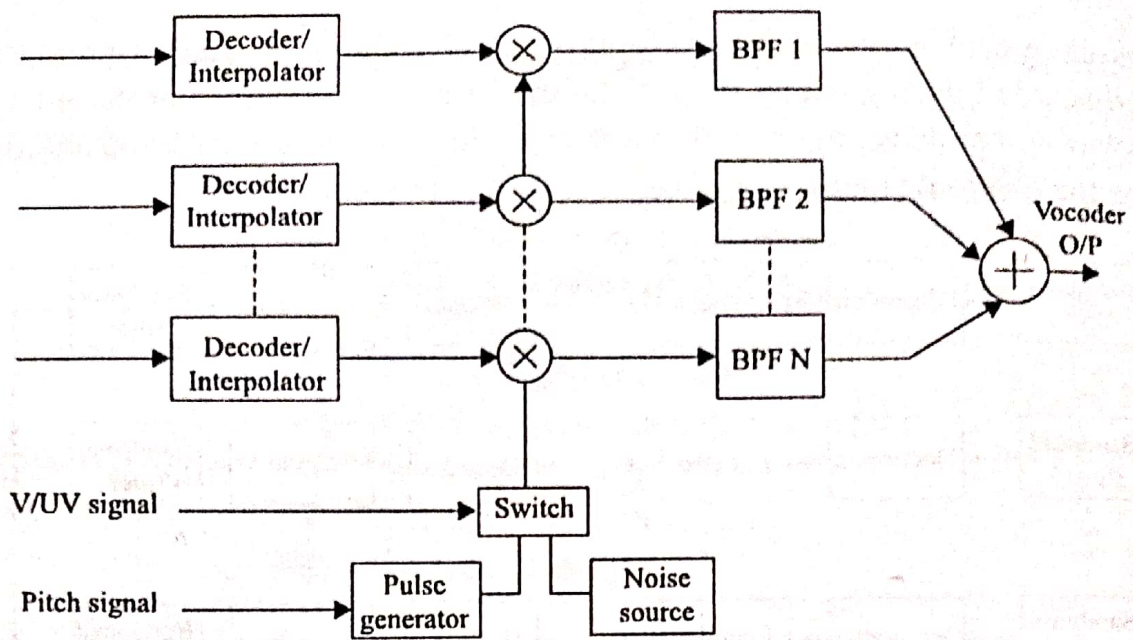 Decoder/
Interpolator
×
BPF 1
Decoder/
Interpolator
×
BPF 2
Vocoder
O/P
+
Decoder/
Interpolator
×
BPF N
V/UV signal
Switch
Pitch signal
Pulse
generator
Noise
source